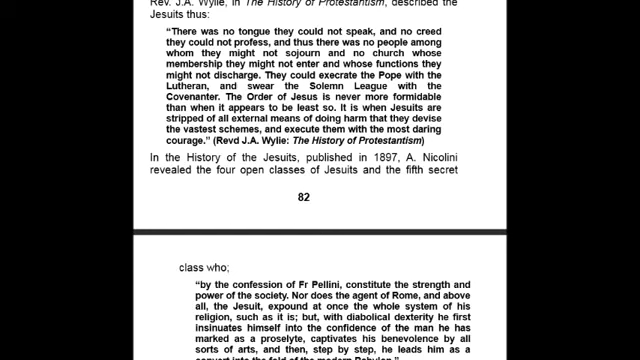 Rev. J.A. Wylie, in The History of Protestantism, described the
Jesuits thus:
“There was no tongue they could not speak, and no creed
they could not profess, and thus there was no people among
whom they might not sojourn and no church whose
membership they might not enter and whose functions they
might not discharge. They could execrate the Pope with the
Lutheran, and swear the Solemn League with the
Covenanter. The Order of Jesus is never more formidable
than when it appears to be least so. It is when Jesuits are
stripped of all external means of doing harm that they devise
the vastest schemes, and execute them with the most daring
courage.” (Revd J.A. Wylie: The History of Protestantism)
In the History of the Jesuits, published in 1897, A. Nicolini
revealed the four open classes of Jesuits and the fifth secret
82
class who;
“by the confession of Fr Pellini, constitute the strength and
power of the society. Nor does the agent of Rome, and above
all, the Jesuit, expound at once the whole system of his
religion, such as it is; but, with diabolical dexterity he first
insinuates himself into the confidence of the man he has
marked as a proselyte, captivates his benevolence by all
sorts of arts, and then, step by step, he leads him as a
convert into the fold of the modern Babylon.”